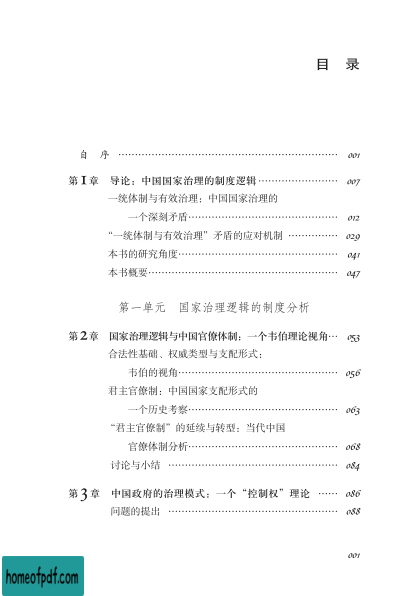 目 录
自 序 …… 001
第1章 导论：中国国家治理的制度逻辑 …… 007
一统体制与有效治理：中国国家治理的
一个深刻矛盾 …… 012
“一统体制与有效治理”矛盾的应对机制 …… 029
本书的研究角度 …… 041
本书概要 …… 047
第一单元 国家治理逻辑的制度分析
第2章 国家治理逻辑与中国官僚体制：一个韦伯理论视角 …… 053
合法性基础、权威类型与支配形式：
韦伯的视角 …… 056
君主官僚制：中国国家支配形式的
一个历史考察 …… 063
“君主官僚制”的延续与转型：当代中国
官僚体制分析 …… 068
讨论与小结 …… 084
第3章 中国政府的治理模式：一个“控制权”理论 …… 086
问题的提出 …… 088
001
homeofpdf.com